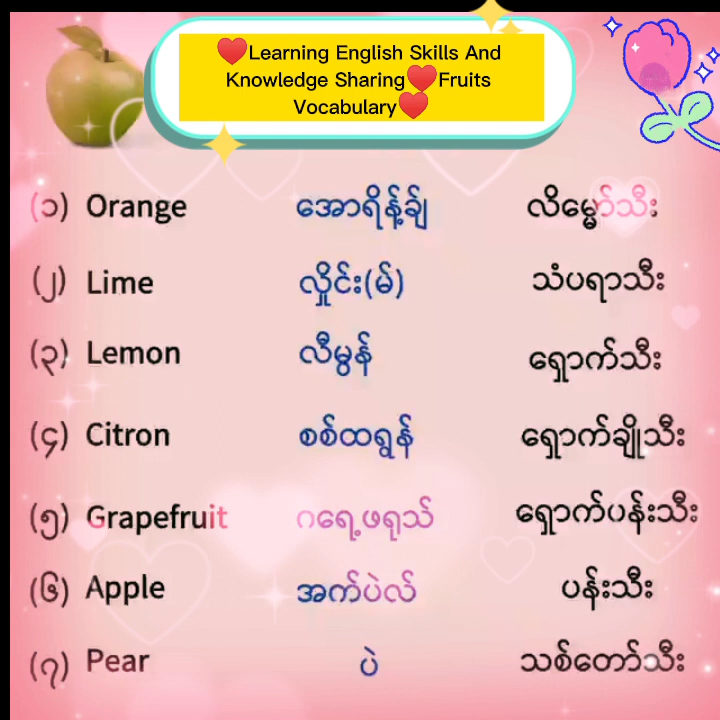 ❤️Learning English Skills And
Knowledge Sharing❤️Fruits
Vocabulary❤️
(၁) Orange အောရိန့်ခ်ျ လိမ္မော်သီး
(၂) Lime လှိုင်း(မ်) သံပရာသီး
(၃) Lemon လီမွန် ရှောက်သီး
(၄) Citron စစ်ထရွန် ရှောက်ချိုသီး
(၅) Grapefruit ဂရေ့ဖရုသ် ရှောက်ပန်းသီး
(၆) Apple အက်ပဲလ် ပန်းသီး
(၇) Pear ပဲ သစ်တော်သီး